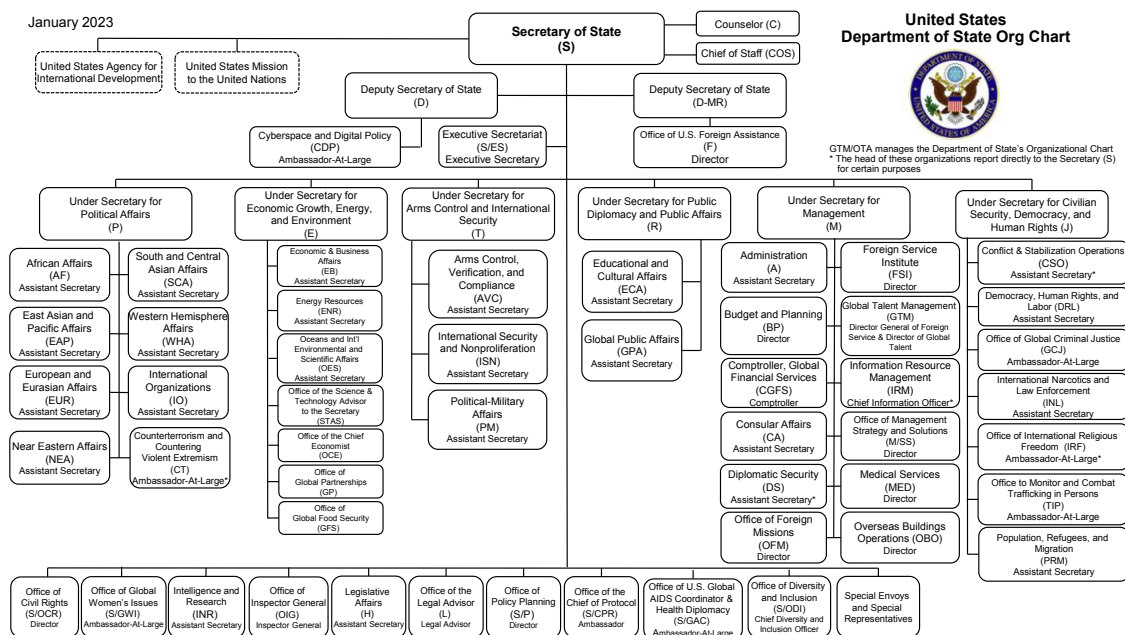 January 2023
United States
Department of State Org Chart
DEPARTMENT OF STATE
UNITED STATES OF AMERICA
GTM/OTA manages the Department of State's Organizational Chart
* The head of these organizations report directly to the Secretary (S)
for certain purposes
Secretary of State
(S)
Counselor (C)
Chief of Staff (COS)
United States Agency for
International Development
United States Mission
to the United Nations
Deputy Secretary of State
(D)
Deputy Secretary of State
(D-MR)
Cyberspace and Digital Policy
(CDP)
Ambassador-At-Large
Executive Secretariat
(S/ES)
Executive Secretary
Office of U.S. Foreign Assistance
(F)
Director
Under Secretary for
Political Affairs
(P)
African Affairs
(AF)
Assistant Secretary
South and Central
Asian Affairs
(SCA)
Assistant Secretary
East Asian and
Pacific Affairs
(EAP)
Assistant Secretary
Western Hemisphere
Affairs
(WHA)
Assistant Secretary
European and
Eurasian Affairs
(EUR)
Assistant Secretary
International
Organizations
(IO)
Assistant Secretary
Near Eastern Affairs
(NEA)
Assistant Secretary
Counterterrorism and
Countering
Violent Extremism
(CT)
Ambassador-At-Large*
Under Secretary for
Economic Growth, Energy,
and Environment
(E)
Economic & Business
Affairs
(EB)
Assistant Secretary
Energy Resources
(ENR)
Assistant Secretary
Oceans and Int'l
Environmental and
Scientific Affairs
(OES)
Assistant Secretary
Office of the Science &
Technology Advisor
to the Secretary
(STAS)
Office of the Chief
Economist
(OCE)
Office of
Global Partnerships
(GP)
Office of
Global Food Security
(GFS)
Under Secretary for
Arms Control and International
Security
(T)
Arms Control,
Verification, and
Compliance
(AVC)
Assistant Secretary
International Security
and Nonproliferation
(ISN)
Assistant Secretary
Political-Military
Affairs
(PM)
Assistant Secretary
Under Secretary for Public
Diplomacy and Public Affairs
(R)
Educational and
Cultural Affairs
(ECA)
Assistant Secretary
Global Public Affairs
(GPA)
Assistant Secretary
Under Secretary for
Management
(M)
Administration
(A)
Assistant Secretary
Foreign Service
Institute
(FSI)
Director
Budget and Planning
(BP)
Director
Global Talent Management
(GTM)
Director General of Foreign
Service & Director of Global
Talent
Comptroller, Global
Financial Services
(CGFS)
Comptroller
Information Resource
Management
(IRM)
Chief Information Officer*
Consular Affairs
(CA)
Assistant Secretary
Office of Management
Strategy and Solutions
(M/SS)
Director
Diplomatic Security
(DS)
Assistant Secretary*
Medical Services
(MED)
Director
Office of Foreign
Missions
(OFM)
Director
Overseas Buildings
Operations (OBO)
Director
Under Secretary for Civilian
Security, Democracy, and
Human Rights (J)
Conflict & Stabilization Operations
(CSO)
Assistant Secretary*
Democracy, Human Rights, and
Labor (DRL)
Assistant Secretary
Office of Global Criminal Justice
(GCJ)
Ambassador-At-Large
International Narcotics and
Law Enforcement
(INL)
Assistant Secretary
Office of International Religious
Freedom (IRF)
Ambassador-At-Large*
Office to Monitor and Combat
Trafficking in Persons
(TIP)
Ambassador-At-Large
Population, Refugees, and
Migration
(PRM)
Assistant Secretary
Office of
Civil Rights
(S/OCR)
Director
Office of Global
Women's Issues
(S/GWI)
Ambassador-At-Large
Intelligence and
Research
(INR)
Assistant Secretary
Office of
Inspector General
(OIG)
Inspector General
Legislative
Affairs
(H)
Assistant Secretary
Office of the
Legal Advisor
(L)
Legal Advisor
Office of
Policy Planning
(S/P)
Director
Office of the
Chief of Protocol
(S/CPR)
Ambassador
Office of U.S. Global
AIDS Coordinator &
Health Diplomacy
(S/GAC)
Ambassador-At-Large
Office of Diversity
and Inclusion
(S/ODI)
Chief Diversity and
Inclusion Officer
Special Envoys and
Special
Representatives